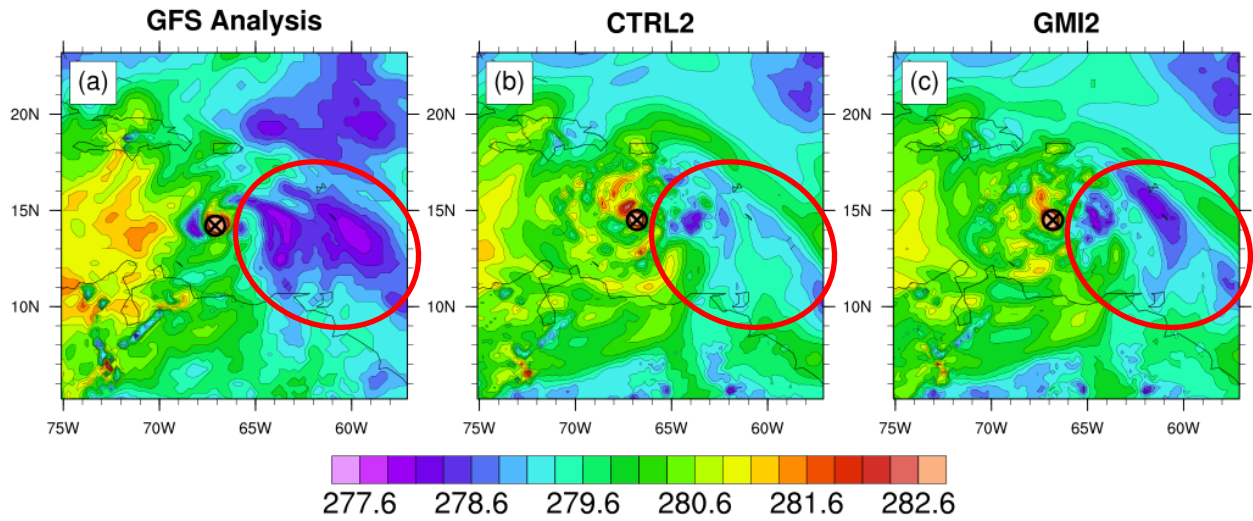 GFS Analysis CTRL2 GMI2
(a) (b) (c)
20N 20N 20N
15N 15N 15N
10N 10N 10N
75W 70W 65W 60W 75W 70W 65W 60W 75W 70W 65W 60W
277.6 278.6 279.6 280.6 281.6 282.6